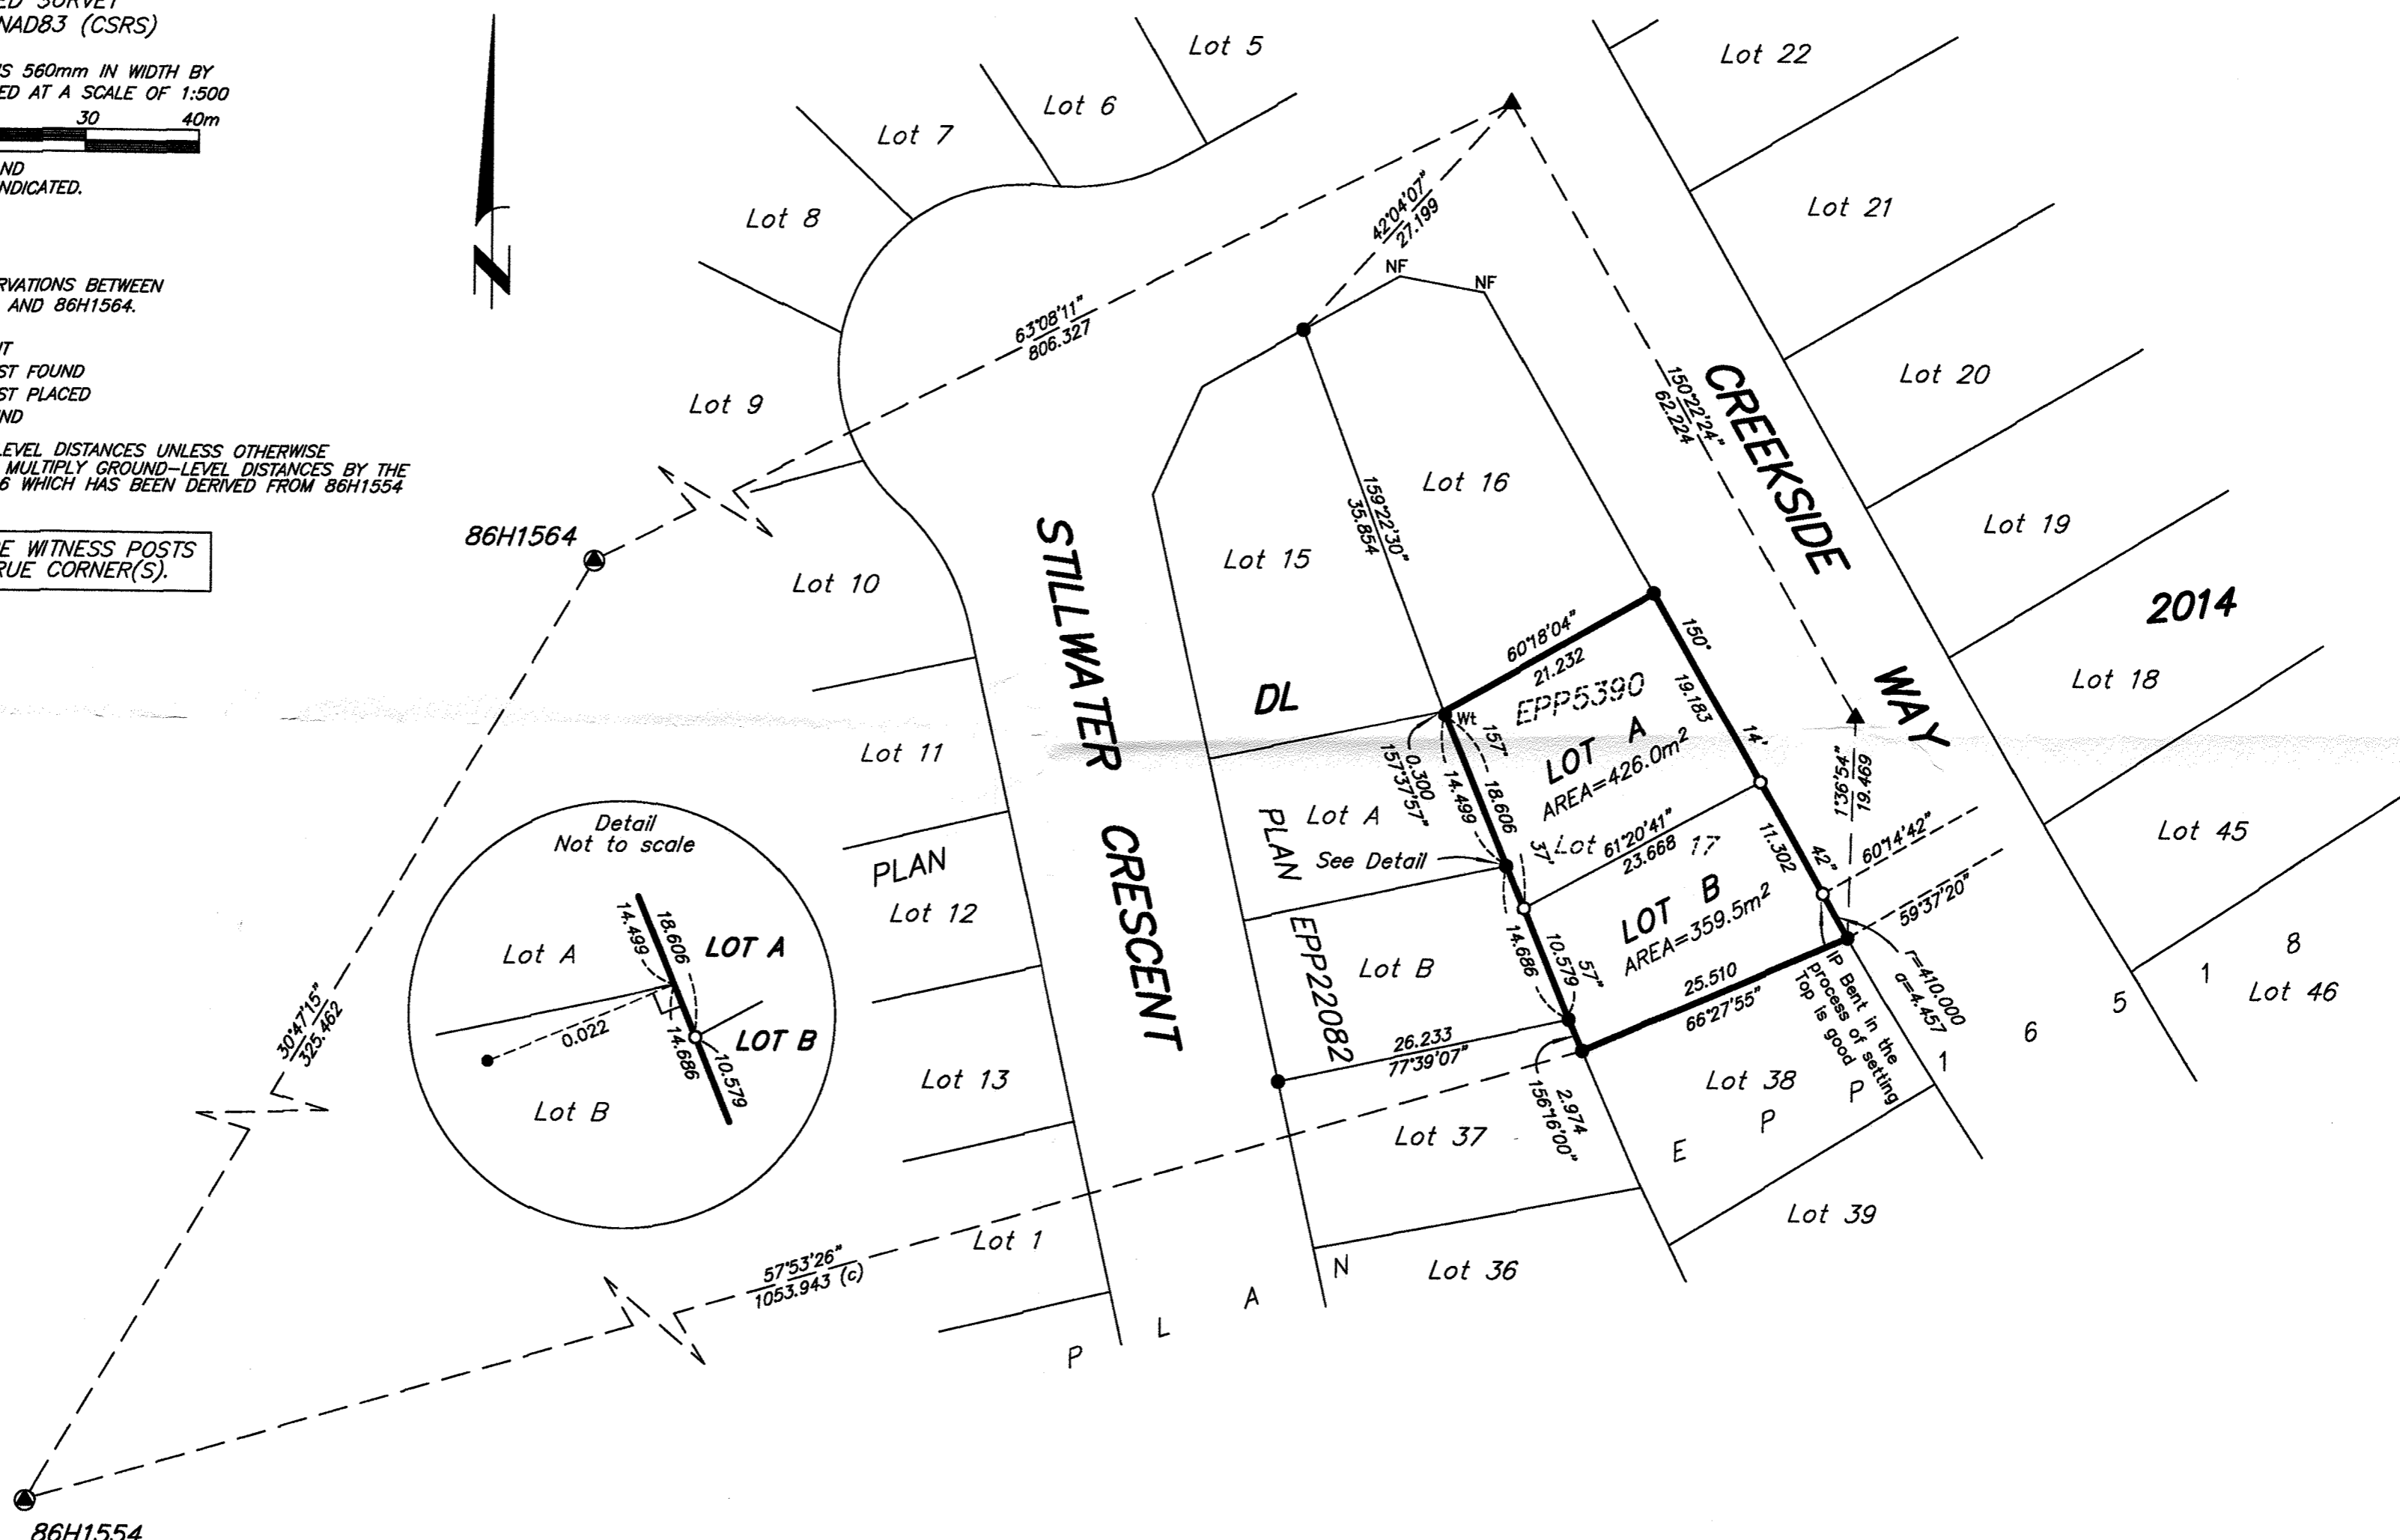 ED SURVEY
NAD83 (CSRS)
S 560mm IN WIDTH BY
ED AT A SCALE OF 1:500
30 40m
ND
NDICATED.
RVATIONS BETWEEN
AND 86H1564.
IT
ST FOUND
ST PLACED
ND
LEVEL DISTANCES UNLESS OTHERWISE
MULTIPLY GROUND-LEVEL DISTANCES BY THE
6 WHICH HAS BEEN DERIVED FROM 86H1554
E WITNESS POSTS
RUE CORNER(S).
N
Lot 5
Lot 6
Lot 7
Lot 8
Lot 9
Lot 10
Lot 11
PLAN
Lot 12
Lot 13
Lot 1
Lot 22
Lot 21
Lot 20
Lot 19
2014
Lot 18
Lot 45
Lot 46
63°08'11"
806.327
42°04'07"
27.199
NF
NF
150°22'24"
62.224
CREEKSIDE
WAY
STILLWATER
CRESCENT
159°22'30"
35.854
Lot 16
Lot 15
DL
60°18'04"
21.232
EPP5390
LOT A
AREA=426.0m²
150°
19.183
14'
11.302
42"
Wt
157°
18.606
14.499
0.300
157°37'57"
37'
Lot 17
61°20'41"
23.668
LOT B
AREA=359.5m²
1°36'54"
19.469
60°14'42"
59°37'20"
r=410.000
a=4.457
IP Bent in the
process of setting
Top is good
25.510
66°27'55"
10.579
57"
14.686
Lot A
See Detail
PLAN
EPP22082
Lot B
26.233
77°39'07"
2.974
156°16'00"
Lot 37
Lot 38
Lot 36
Lot 39
P L A N
E P P 1 6 5 1 8
86H1564
30°47'15"
325.462
57°53'26"
1053.943 (c)
86H1554
Detail
Not to scale
14.499
18.606
Lot A
LOT A
0.022
14.686
LOT B
10.579
Lot B